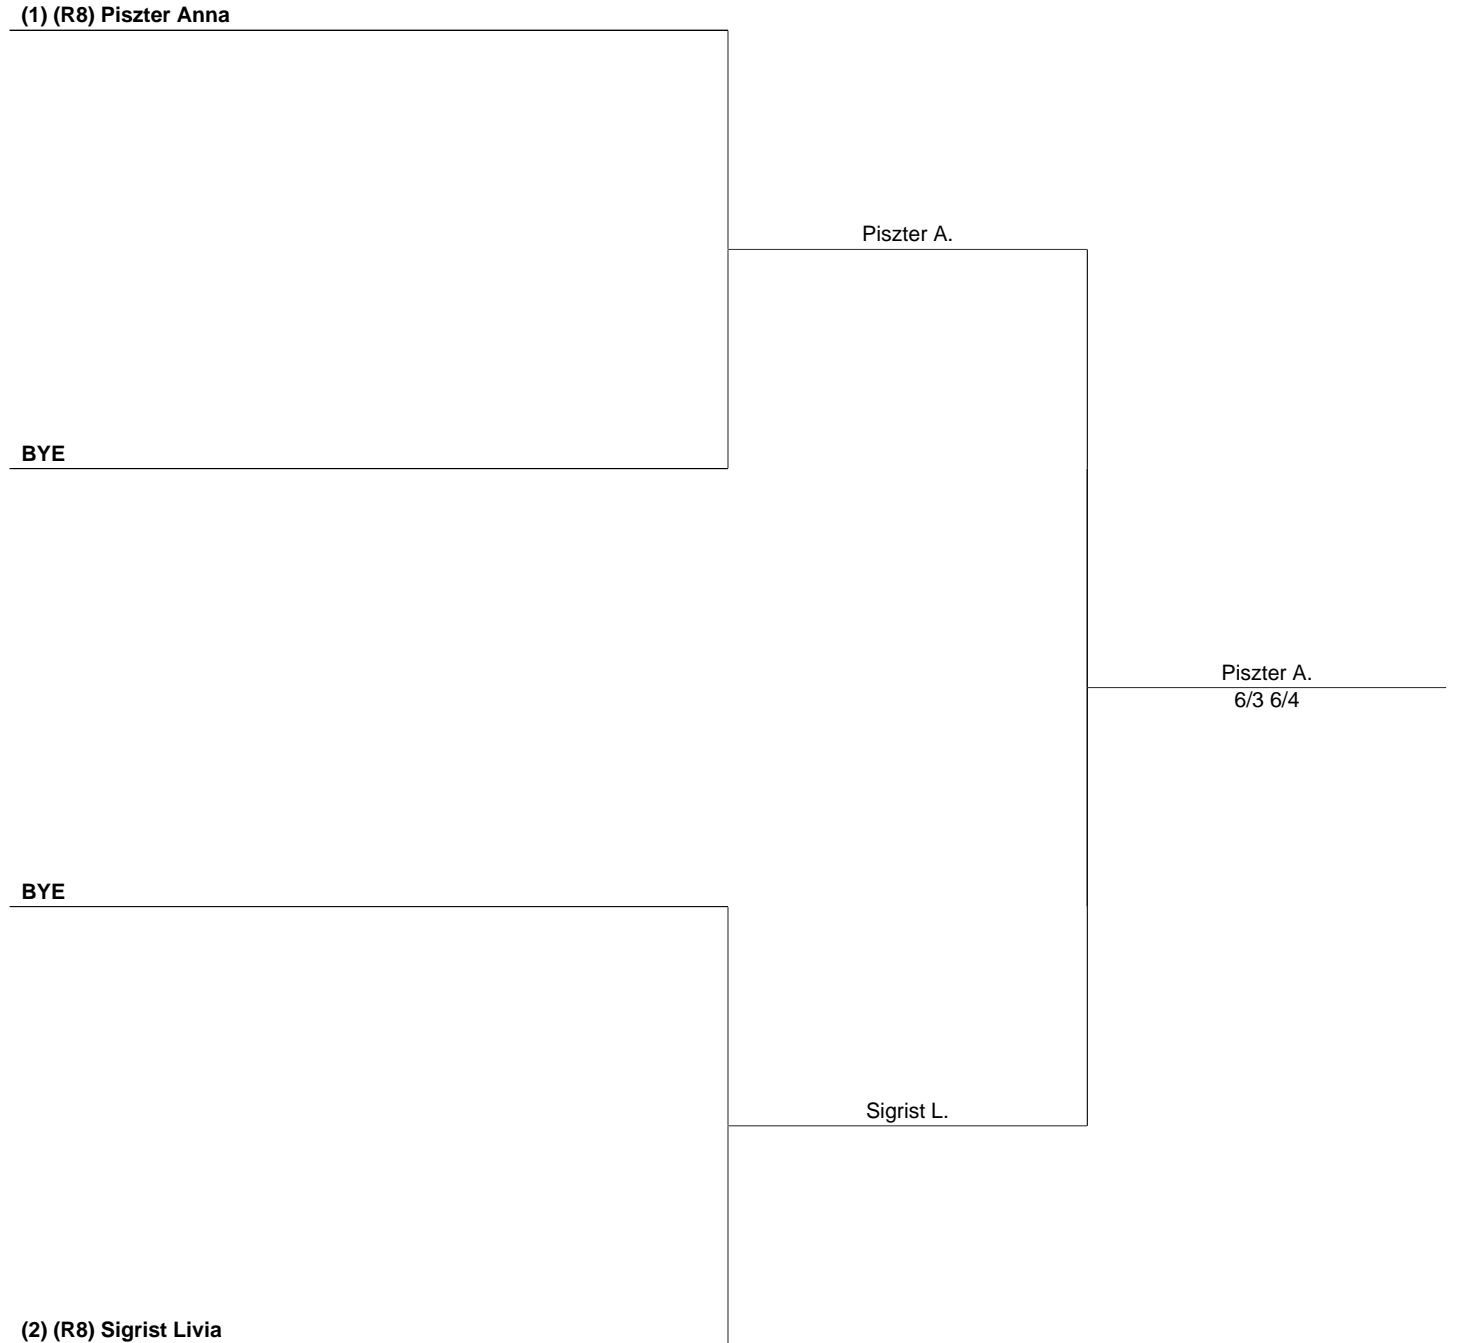 (1) (R8) Piszter Anna
Piszter A.
BYE
Piszter A.
6/3 6/4
BYE
Sigrist L.
(2) (R8) Sigrist Livia